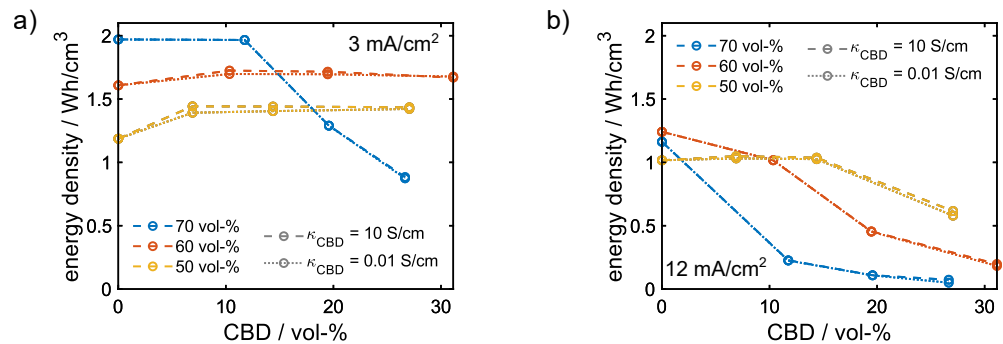 a)
3 mA/cm²
energy density / Wh/cm³
2
1.5
1
0.5
0
70 vol-%
60 vol-%
50 vol-%
κCBD = 10 S/cm
κCBD = 0.01 S/cm
0
10
20
30
CBD / vol-%
b)
energy density / Wh/cm³
2
1.5
1
0.5
0
70 vol-%
60 vol-%
50 vol-%
κCBD = 10 S/cm
κCBD = 0.01 S/cm
12 mA/cm²
0
10
20
30
CBD / vol-%